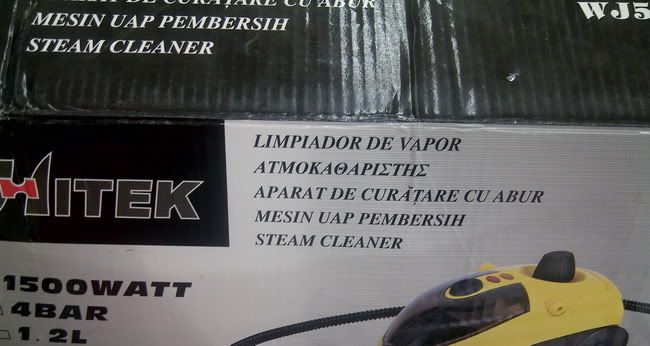 MESIN UAP PEMBERSIH
STEAM CLEANER
HITEK
LIMPIADOR DE VAPOR
ΑΤΜΟΚΑΘΑΡΙΣΤΗΣ
APARAT DE CURĂȚARE CU ABUR
MESIN UAP PEMBERSIH
STEAM CLEANER
1500WATT
4BAR
1.2L